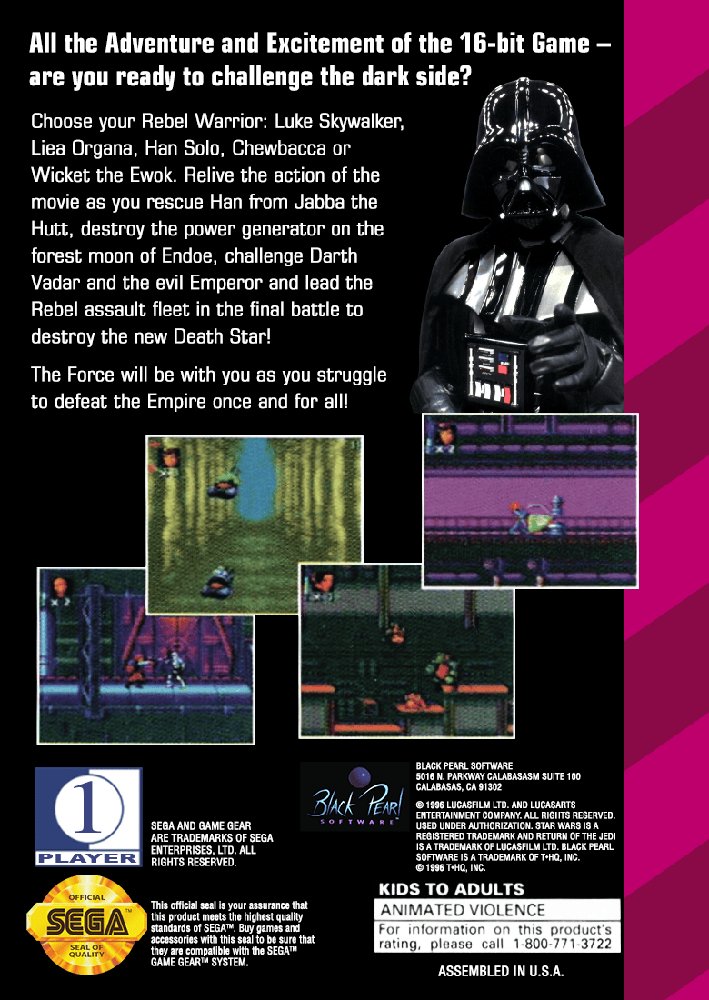 All the Adventure and Excitement of the 16-bit Game –
are you ready to challenge the dark side?
Choose your Rebel Warrior: Luke Skywalker,
Liea Organa, Han Solo, Chewbacca or
Wicket the Ewok. Relive the action of the
movie as you rescue Han from Jabba the
Hutt, destroy the power generator on the
forest moon of Endoe, challenge Darth
Vadar and the evil Emperor and lead the
Rebel assault fleet in the final battle to
destroy the new Death Star!
The Force will be with you as you struggle
to defeat the Empire once and for all!
1
PLAYER
SEGA AND GAME GEAR
ARE TRADEMARKS OF SEGA
ENTERPRISES, LTD. ALL
RIGHTS RESERVED.
Black Pearl
SOFTWARE
BLACK PEARL SOFTWARE
5016 N. PARKWAY CALABASASM SUITE 100
CALABASAS, CA 91302
© 1996 LUCASFILM LTD. AND LUCASARTS
ENTERTAINMENT COMPANY. ALL RIGHTS RESERVED.
USED UNDER AUTHORIZATION. STAR WARS IS A
REGISTERED TRADEMARK AND RETURN OF THE JEDI
IS A TRADEMARK OF LUCASFILM LTD. BLACK PEARL
SOFTWARE IS A TRADEMARK OF T•HQ, INC.
© 1996 T•HQ, INC.
OFFICIAL
SEGA™
SEAL OF
QUALITY
This official seal is your assurance that
this product meets the highest quality
standards of SEGA™. Buy games and
accessories with this seal to be sure that
they are compatible with the SEGA™
GAME GEAR™ SYSTEM.
KIDS TO ADULTS
ANIMATED VIOLENCE
For information on this product's
rating, please call 1-800-771-3722
ASSEMBLED IN U.S.A.